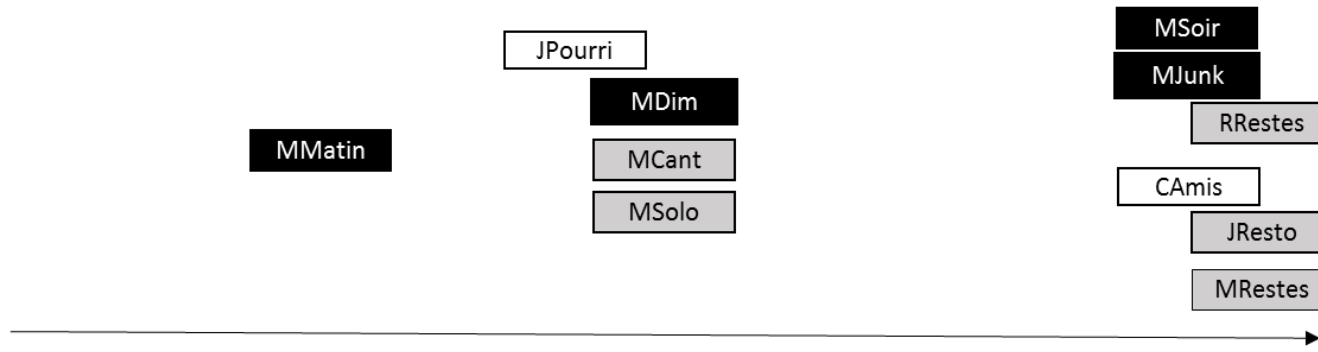 MSoir
JPourri
MJunk
MDim
RRestes
MMatin
MCant
CAmis
MSolo
JResto
MRestes